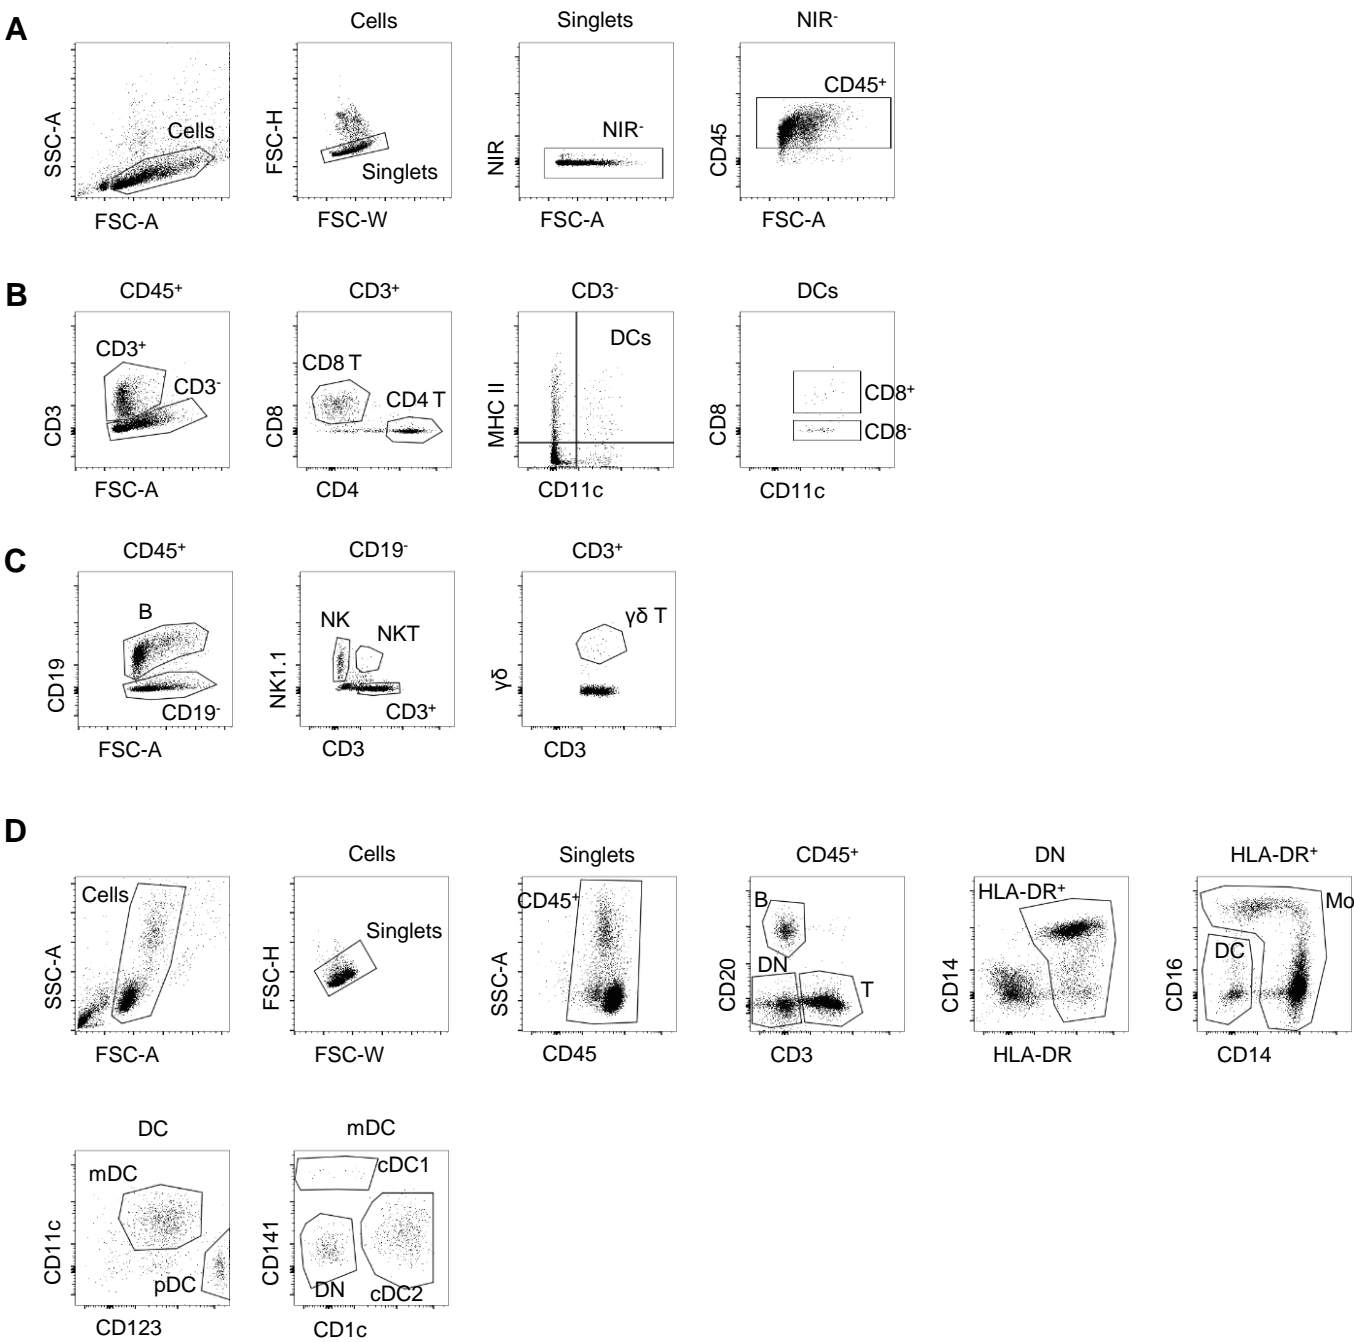 A
Cells
Singlets
NIR-
SSC-A
Cells
FSC-A
FSC-H
Singlets
FSC-W
NIR
NIR-
FSC-A
CD45
CD45+
FSC-A
B
CD45+
CD3+
CD3-
DCs
CD3
CD3+
CD3-
FSC-A
CD8
CD8 T
CD4 T
CD4
MHC II
DCs
CD11c
CD8
CD8+
CD8-
CD11c
C
CD45+
CD19-
CD3+
CD19
B
CD19-
FSC-A
NK1.1
NK
NKT
CD3+
CD3
γδ
γδ T
CD3
D
Cells
Singlets
CD45+
DN
HLA-DR+
SSC-A
Cells
FSC-A
FSC-H
Singlets
FSC-W
SSC-A
CD45+
CD45
CD20
B
DN
T
CD3
CD14
HLA-DR+
HLA-DR
CD16
Mo
DC
CD14
DC
mDC
CD11c
mDC
pDC
CD123
CD141
cDC1
DN
cDC2
CD1c